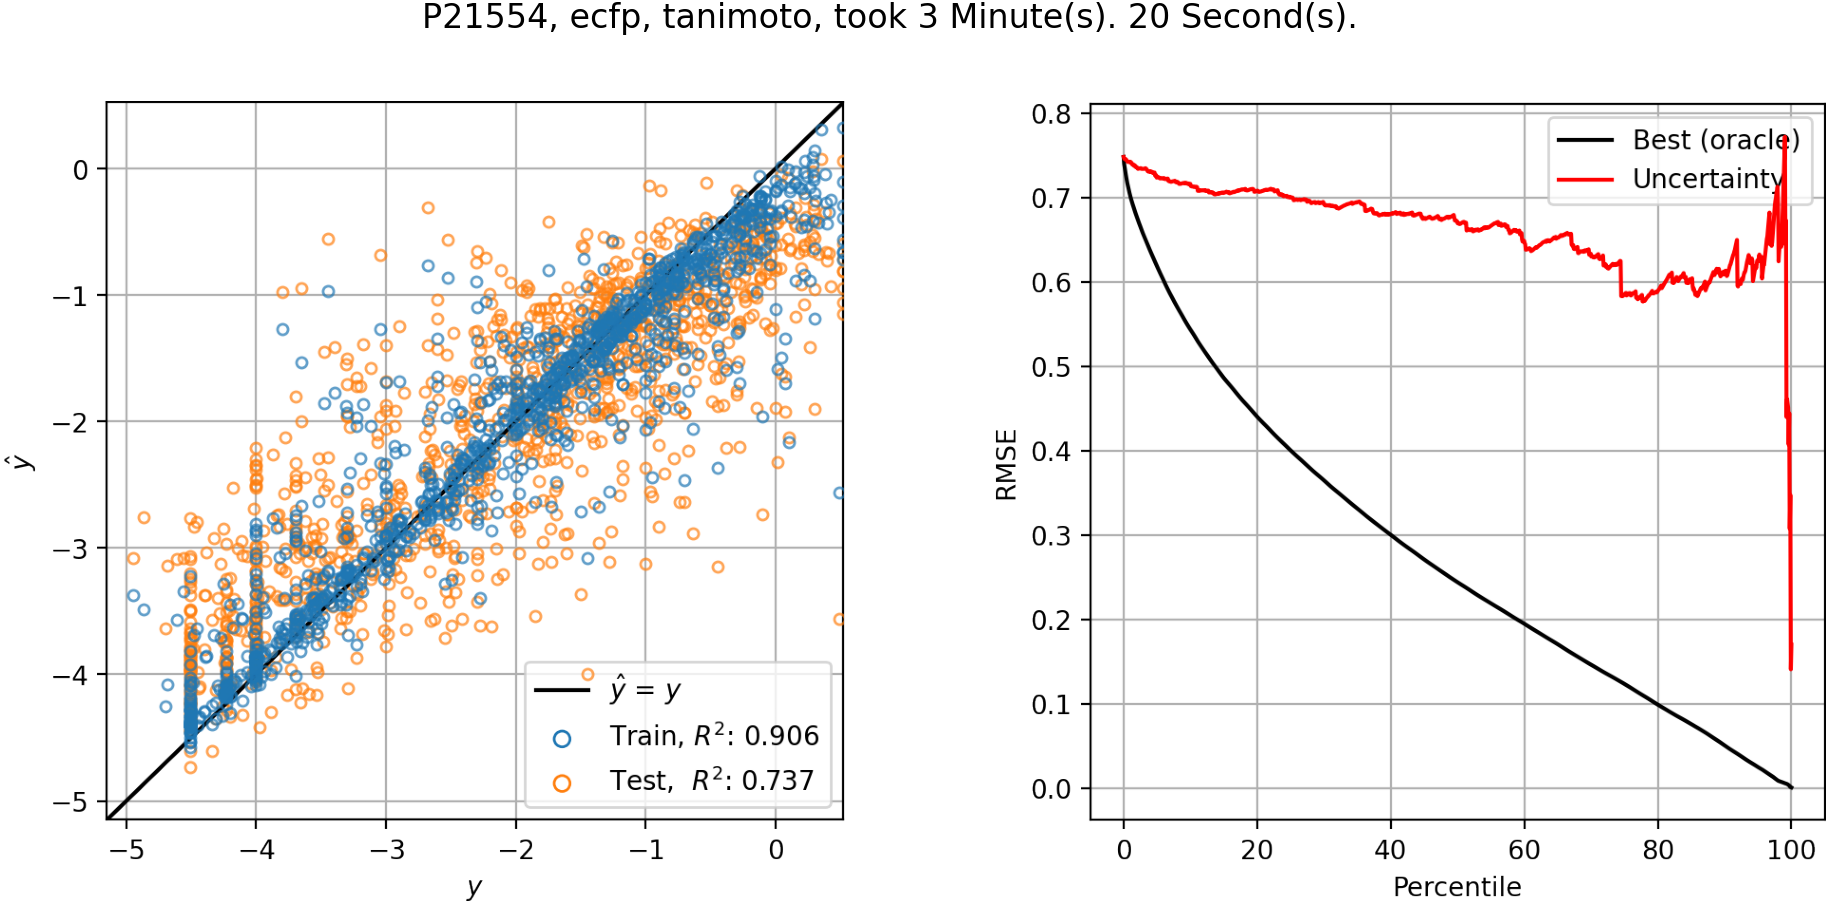 P21554, ecfp, tanimoto, took 3 Minute(s). 20 Second(s).
0
−1
−2
−3
−4
−5
ŷ
−5 −4 −3 −2 −1 0
y
ŷ = y
Train, R²: 0.906
Test, R²: 0.737
0.8
0.7
0.6
0.5
0.4
0.3
0.2
0.1
0.0
RMSE
0 20 40 60 80 100
Percentile
Best (oracle)
Uncertainty